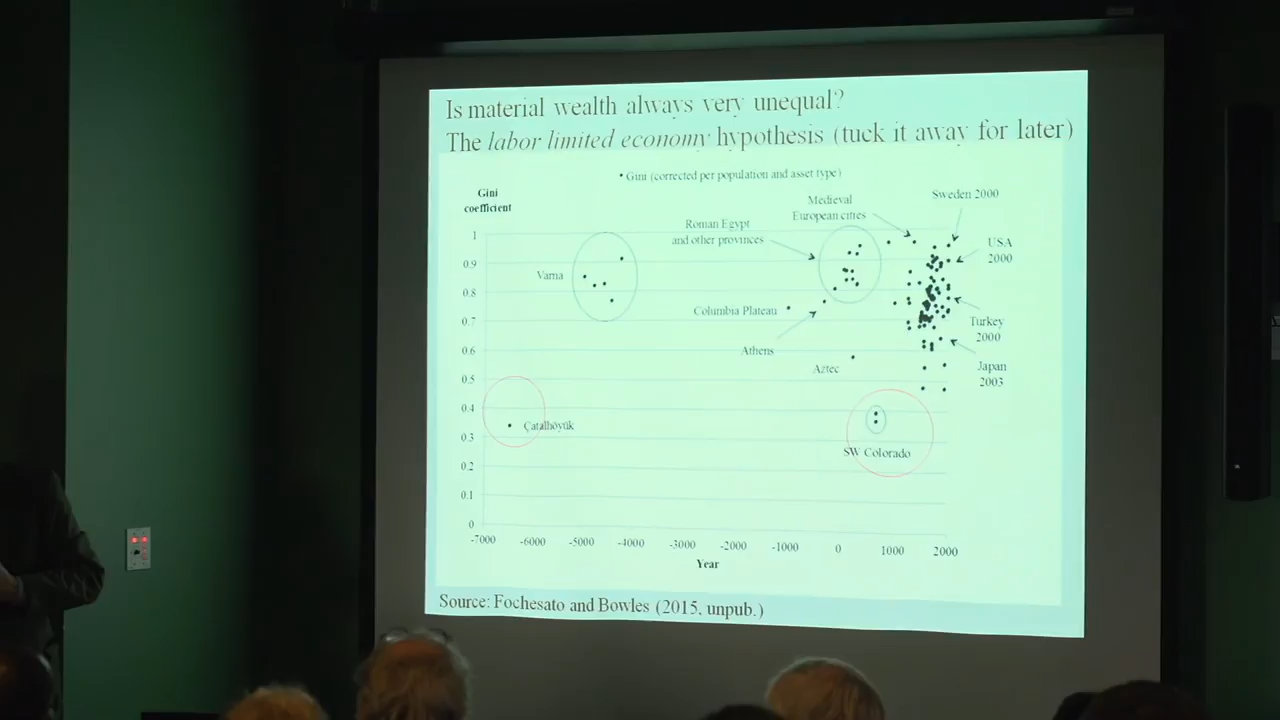 Is material wealth always very unequal?
The labor limited economy hypothesis (tuck it away for later)
Gini (corrected per population and asset type)
Gini
coefficient
Medieval
European cities
Sweden 2000
Roman Egypt
and other provinces
USA
2000
Varna
Columbia Plateau
Athens
Turkey
2000
Aztec
Japan
2003
Çatalhöyük
SW Colorado
1
0.9
0.8
0.7
0.6
0.5
0.4
0.3
0.2
0.1
0
-7000 -6000 -5000 -4000 -3000 -2000 -1000 0 1000 2000
Year
Source: Fochesato and Bowles (2015, unpub.)